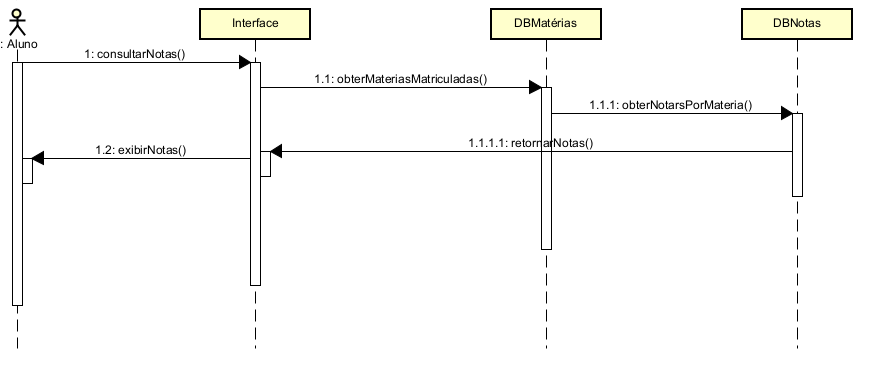 Interface
DBMatérias
DBNotas
: Aluno
1: consultarNotas()
1.1: obterMateriasMatriculadas()
1.1.1: obterNotarsPorMateria()
1.1.1.1: retornarNotas()
1.2: exibirNotas()